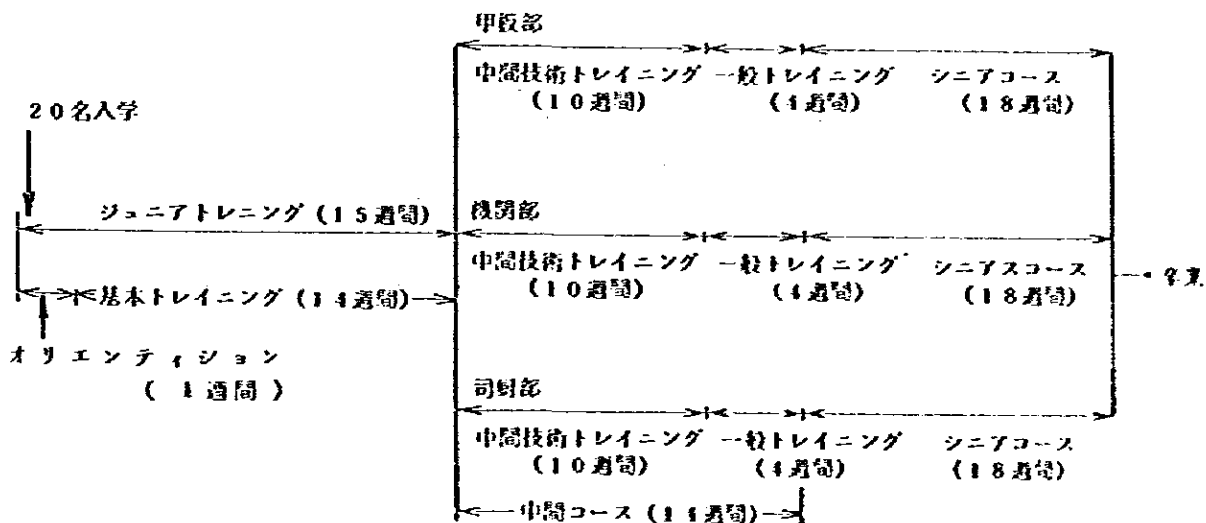 甲板部
中間技術トレイニング 一般トレイニング シニアコース
(10週間) (4週間) (18週間)
20名入学
ジュニアトレニング(15週間)
機関部
中間技術トレイニング 一般トレイニング シニアスコース
(10週間) (4週間) (18週間)
卒業
基本トレイニング(14週間)
オリエンティション
(1週間)
司厨部
中間技術トレイニング 一般トレイニング シニアコース
(10週間) (4週間) (18週間)
中間コース(14週間)